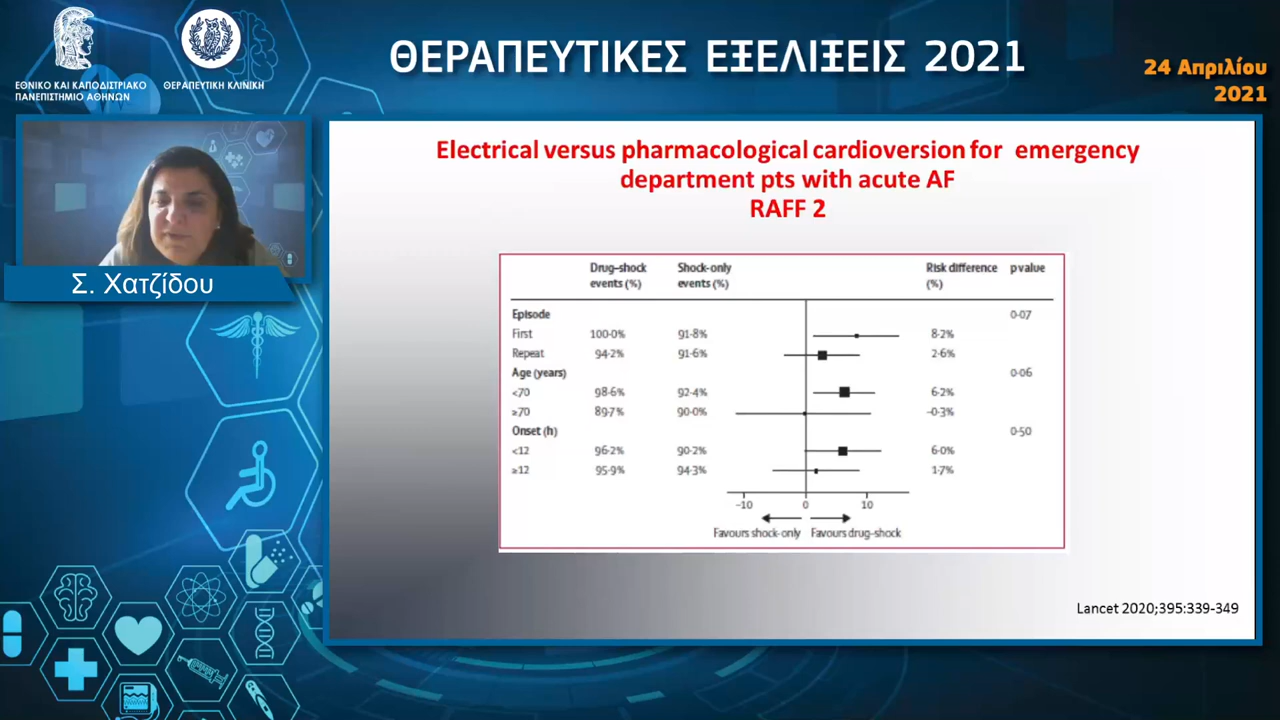 ΕΘΝΙΚΟ ΚΑΙ ΚΑΠΟΔΙΣΤΡΙΑΚΟ
ΠΑΝΕΠΙΣΤΗΜΙΟ ΑΘΗΝΩΝ
ΘΕΡΑΠΕΥΤΙΚΗ ΚΛΙΝΙΚΗ
ΘΕΡΑΠΕΥΤΙΚΕΣ ΕΞΕΛΙΞΕΙΣ 2021
24 Απριλίου
2021
Σ. Χατζίδου
Electrical versus pharmacological cardioversion for emergency
department pts with acute AF
RAFF 2
Drug-shock Shock-only Risk difference p value
events (%) events (%) (%)
Episode 0·07
First 100·0% 91·8% 8·2%
Repeat 94·2% 91·6% 2·6%
Age (years) 0·06
<70 98·6% 92·4% 6·2%
≥70 89·7% 90·0% -0·3%
Onset (h) 0·50
<12 96·2% 90·2% 6·0%
≥12 95·9% 94·3% 1·7%
-10 0 10
Favours shock-only Favours drug-shock
Lancet 2020;395:339-349